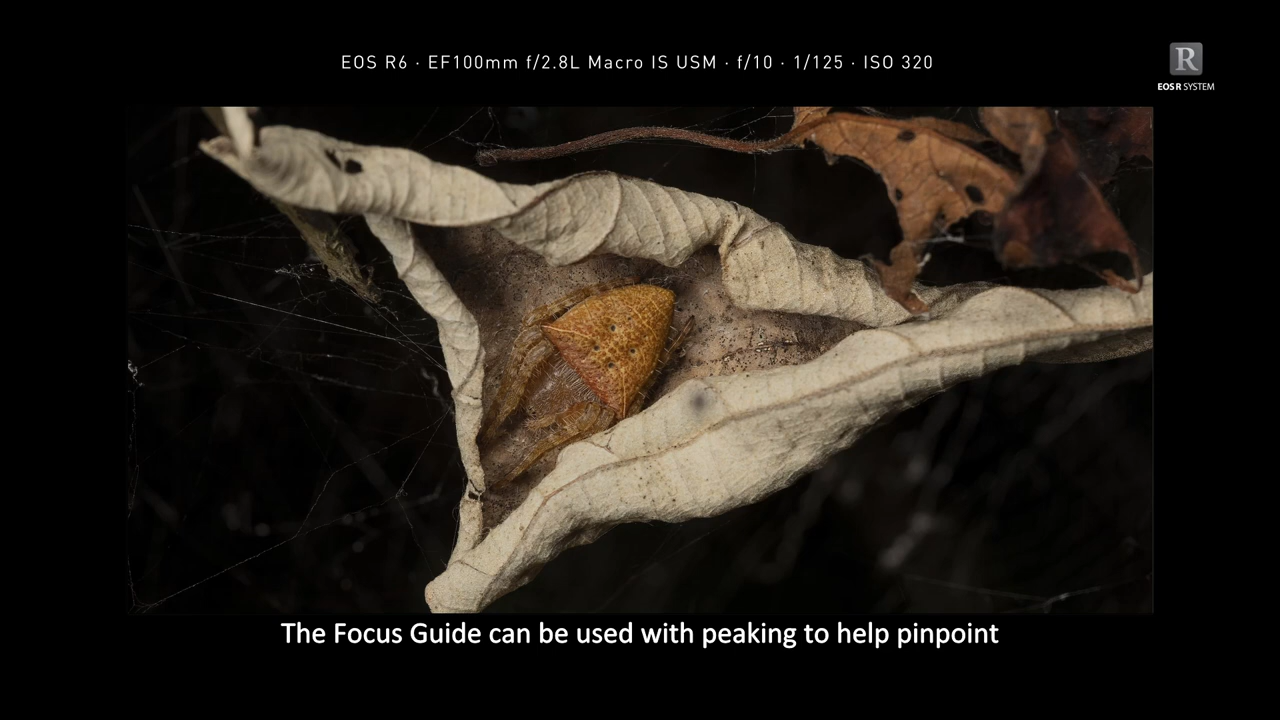 EOS R6 · EF100mm f/2.8L Macro IS USM · f/10 · 1/125 · ISO 320
R
EOS R SYSTEM
The Focus Guide can be used with peaking to help pinpoint